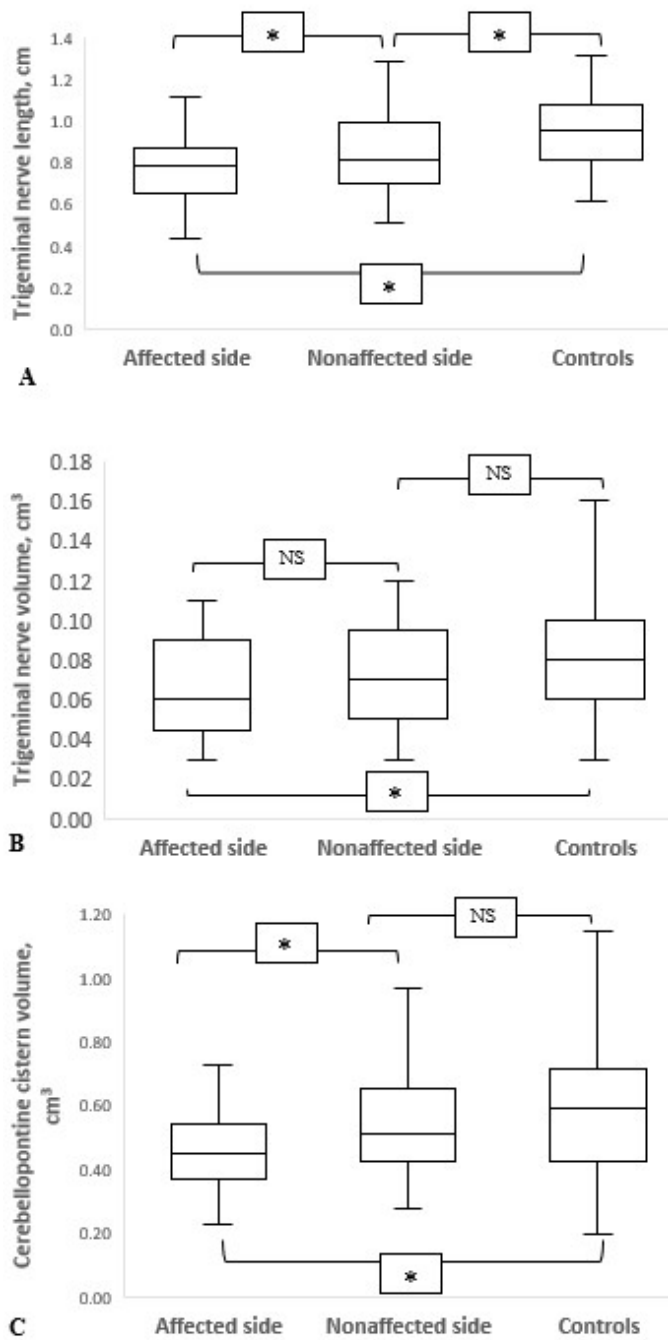 *
*
Trigeminal nerve length, cm
1.4
1.2
1.0
0.8
0.6
0.4
0.2
0.0
*
Affected side Nonaffected side Controls
A
Trigeminal nerve volume, cm³
0.18
0.16
0.14
0.12
0.10
0.08
0.06
0.04
0.02
0.00
NS
NS
*
Affected side Nonaffected side Controls
B
Cerebellopontine cistern volume,
cm³
1.20
1.00
0.80
0.60
0.40
0.20
0.00
NS
*
*
Affected side Nonaffected side Controls
C